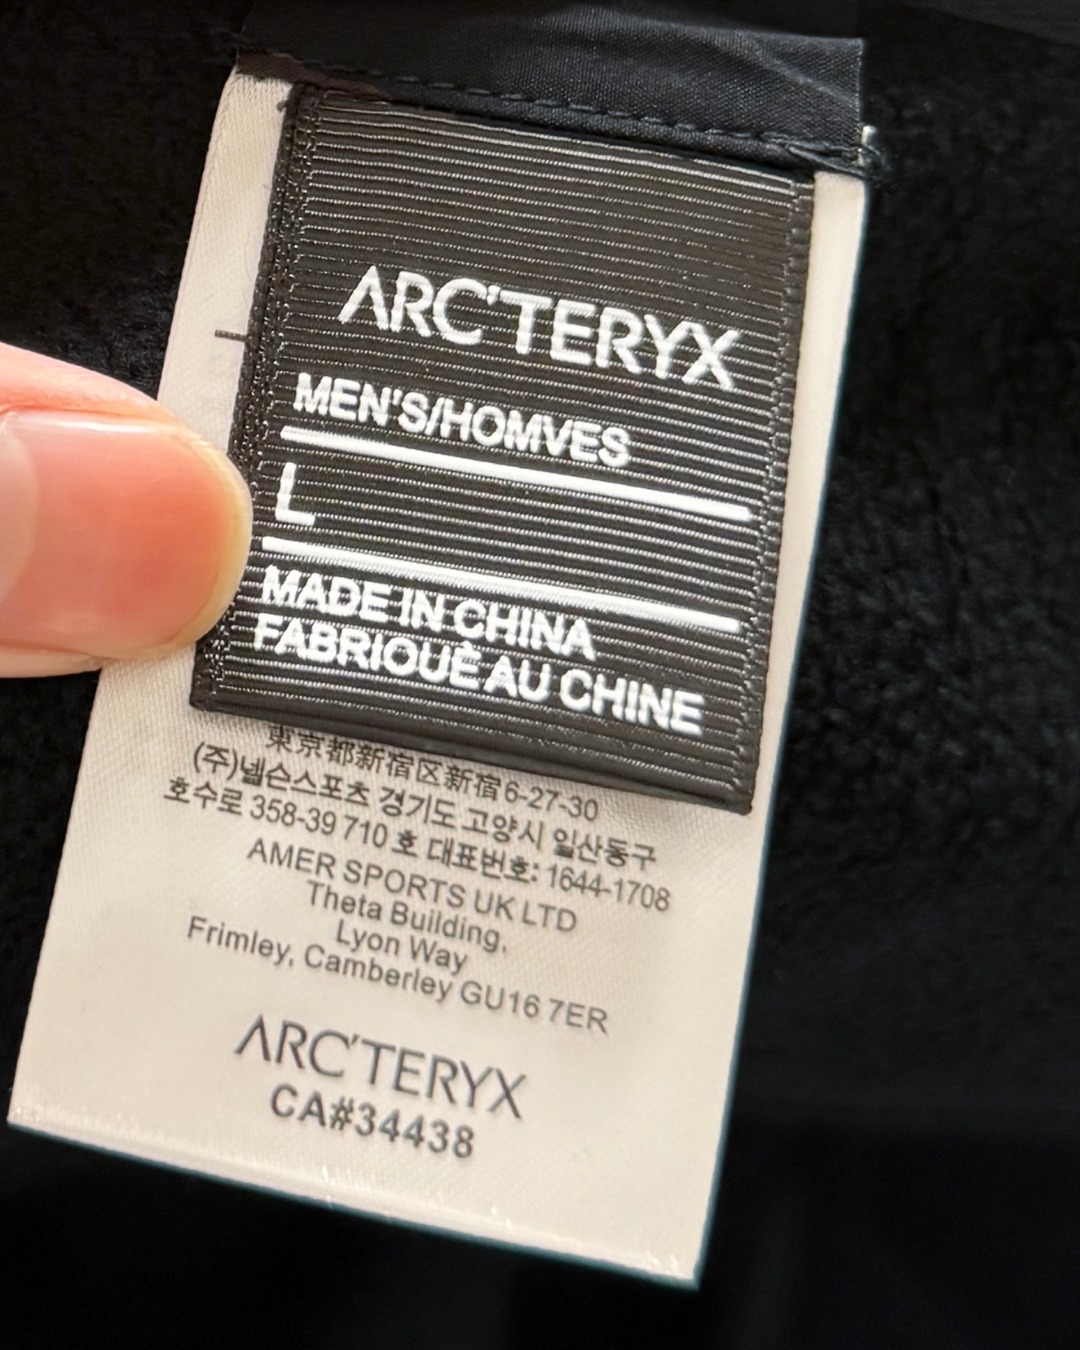 ARC'TERYX
MEN'S/HOMVES
L
MADE IN CHINA
FABRIOUÈ AU CHINE
東京都新宿区新宿6-27-30
(주)넬슨스포츠 경기도 고양시 일산동구
호수로 358-39 710 호 대표번호: 1644-1708
AMER SPORTS UK LTD
Theta Building,
Lyon Way
Frimley, Camberley GU16 7ER
ARC'TERYX
CA#34438